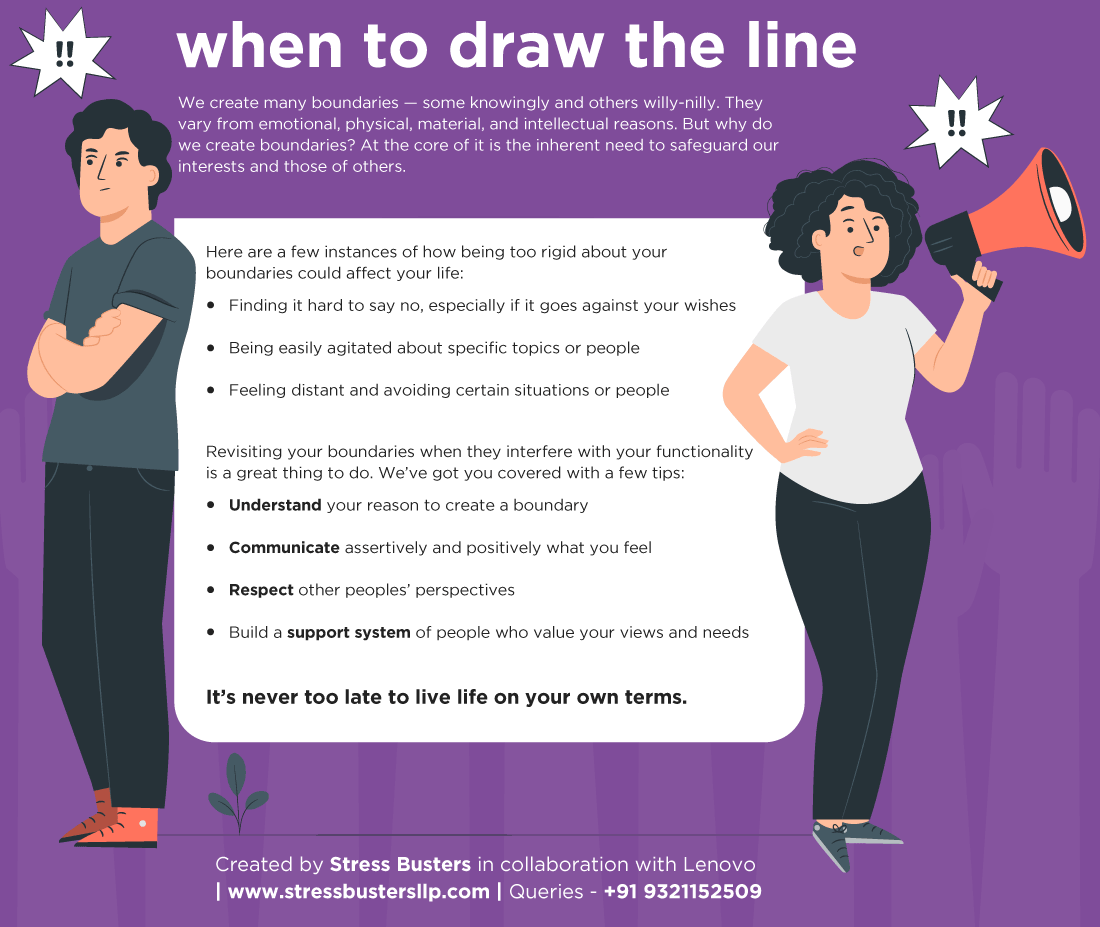 !!
when to draw the line
!!
We create many boundaries — some knowingly and others willy-nilly. They
vary from emotional, physical, material, and intellectual reasons. But why do
we create boundaries? At the core of it is the inherent need to safeguard our
interests and those of others.
Here are a few instances of how being too rigid about your
boundaries could affect your life:
• Finding it hard to say no, especially if it goes against your wishes
• Being easily agitated about specific topics or people
• Feeling distant and avoiding certain situations or people
Revisiting your boundaries when they interfere with your functionality
is a great thing to do. We’ve got you covered with a few tips:
• Understand your reason to create a boundary
• Communicate assertively and positively what you feel
• Respect other peoples’ perspectives
• Build a support system of people who value your views and needs
It’s never too late to live life on your own terms.
Created by Stress Busters in collaboration with Lenovo
| www.stressbustersllp.com | Queries - +91 9321152509